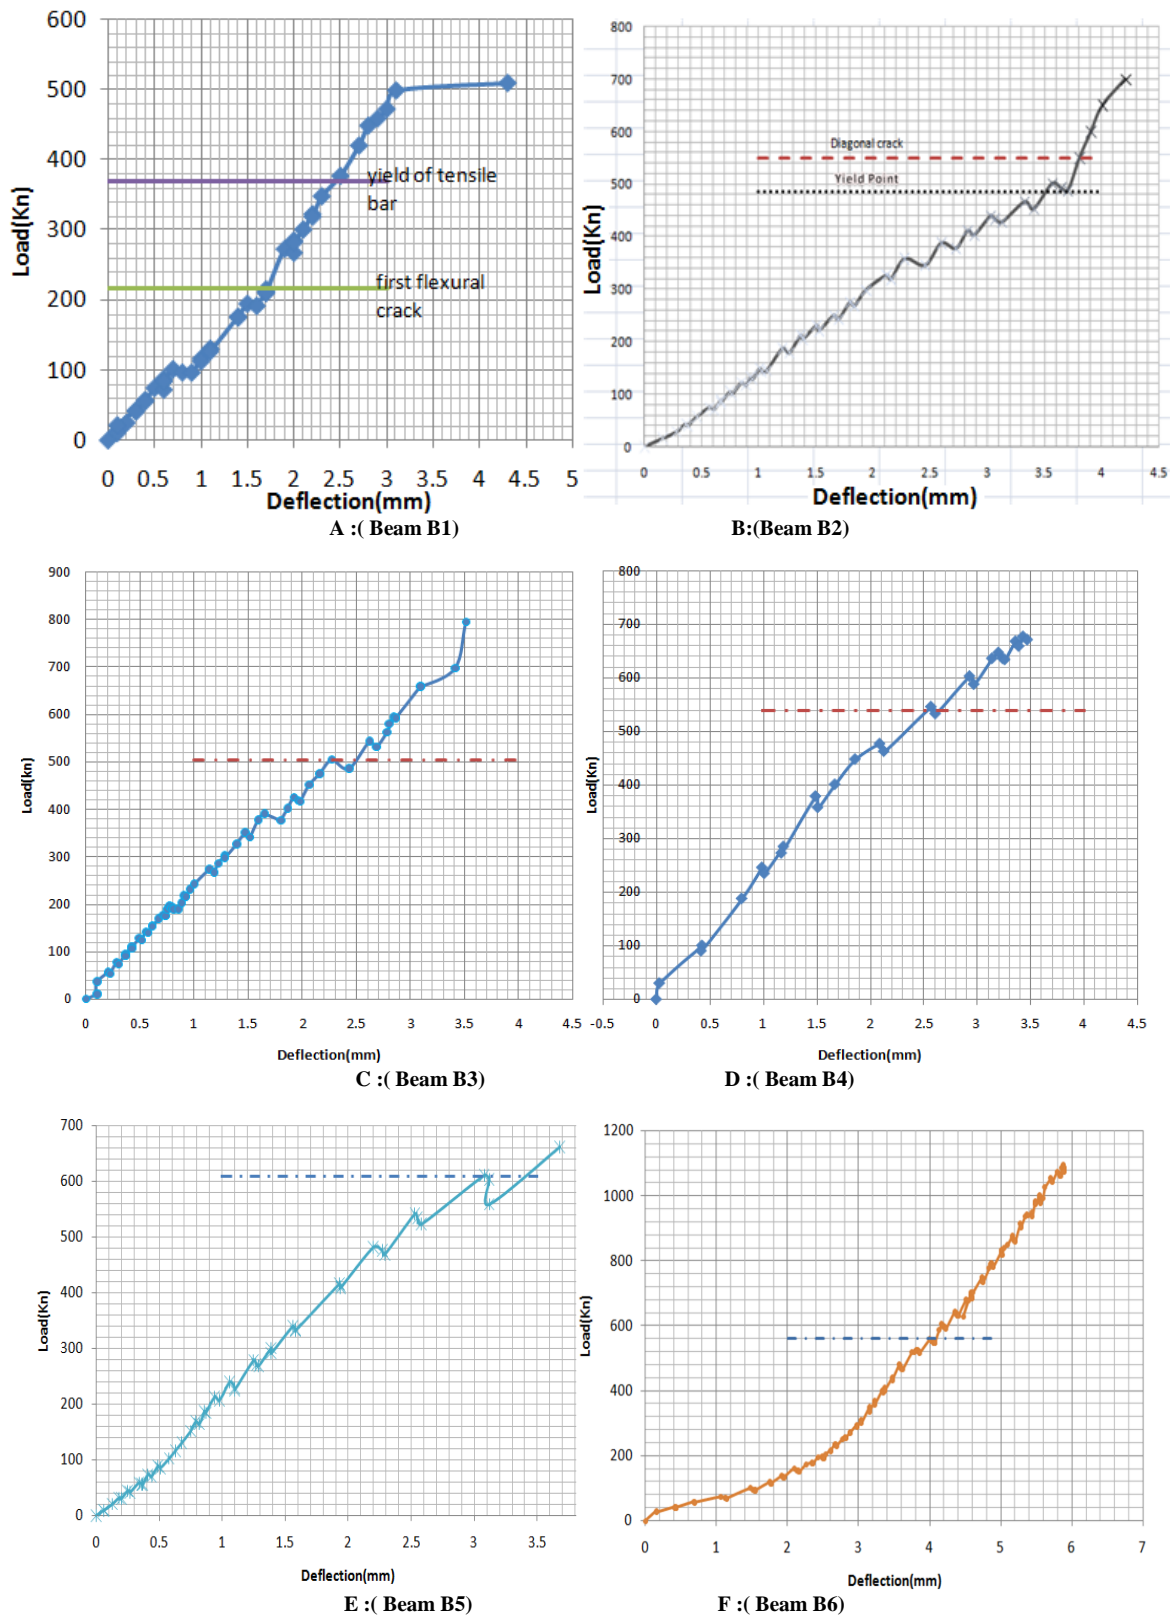 600
500
400
300
200
100
0
0 0.5 1 1.5 2 2.5 3 3.5 4 4.5 5
Load(Kn)
Deflection(mm)
yield of tensile
bar
first flexural
crack
A :( Beam B1)
800
700
600
500
400
300
200
100
0
0 0.5 1 1.5 2 2.5 3 3.5 4 4.5
Load(Kn)
Deflection(mm)
Diagonal crack
Yield Point
B:(Beam B2)
900
800
700
600
500
400
300
200
100
0
0 0.5 1 1.5 2 2.5 3 3.5 4 4.5
Load(kn)
Deflection(mm)
C :( Beam B3)
800
700
600
500
400
300
200
100
0
-0.5 0 0.5 1 1.5 2 2.5 3 3.5 4 4.5
Load(Kn)
Deflection(mm)
D :( Beam B4)
700
600
500
400
300
200
100
0
0 0.5 1 1.5 2 2.5 3 3.5
Load(Kn)
Deflection(mm)
E :( Beam B5)
1200
1000
800
600
400
200
0
0 1 2 3 4 5 6 7
Load(Kn)
Deflection(mm)
F :( Beam B6)